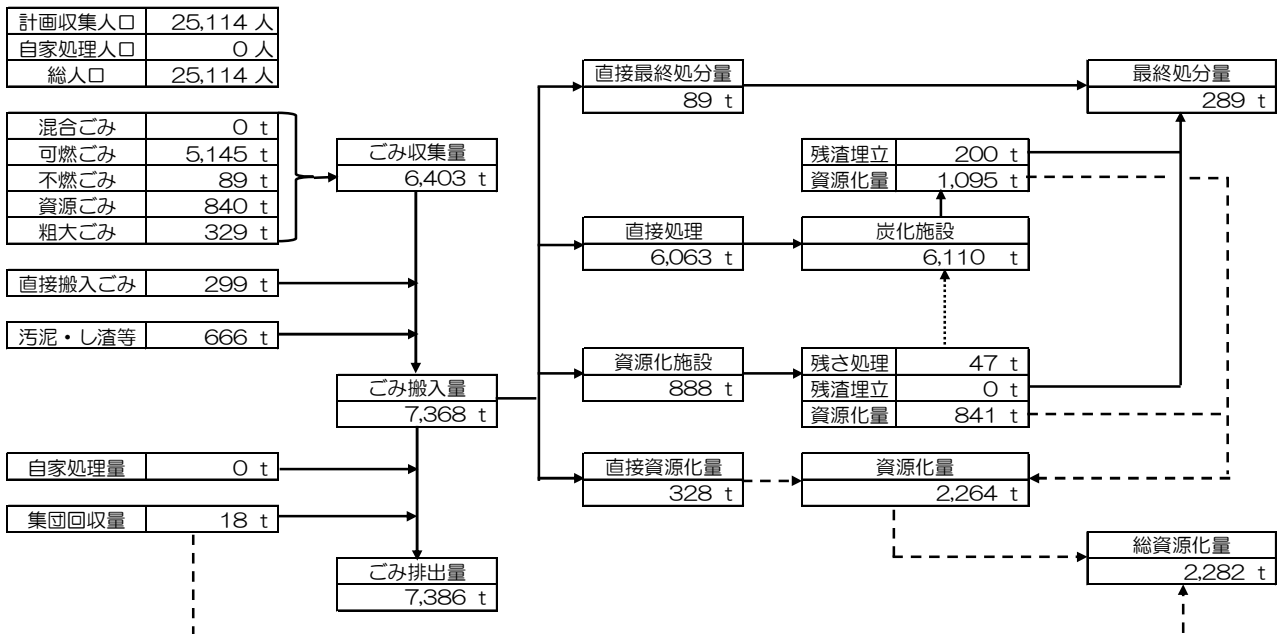 計画収集人口 25,114 人
自家処理人口 0 人
総人口 25,114 人
混合ごみ 0 t
可燃ごみ 5,145 t
不燃ごみ 89 t
資源ごみ 840 t
粗大ごみ 329 t
直接搬入ごみ 299 t
汚泥・し渣等 666 t
自家処理量 0 t
集団回収量 18 t
ごみ収集量
6,403 t
ごみ搬入量
7,368 t
ごみ排出量
7,386 t
直接最終処分量
89 t
直接処理
6,063 t
資源化施設
888 t
直接資源化量
328 t
残渣埋立 200 t
資源化量 1,095 t
炭化施設
6,110 t
残さ処理 47 t
残渣埋立 0 t
資源化量 841 t
資源化量
2,264 t
最終処分量
289 t
総資源化量
2,282 t